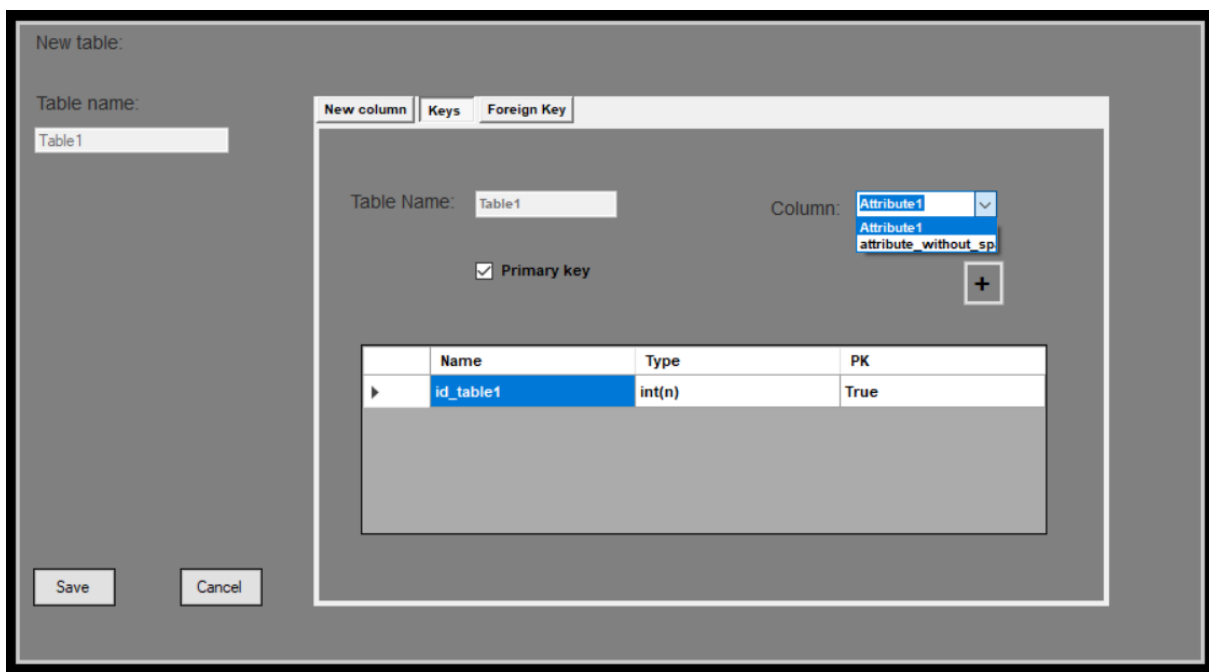 New table:
Table name:
Table1
New column Keys Foreign Key
Table Name: Table1 Column: Attribute1
Attribute1
attribute_without_sp
Primary key
+
Name Type PK
id_table1 int(n) True
Save Cancel